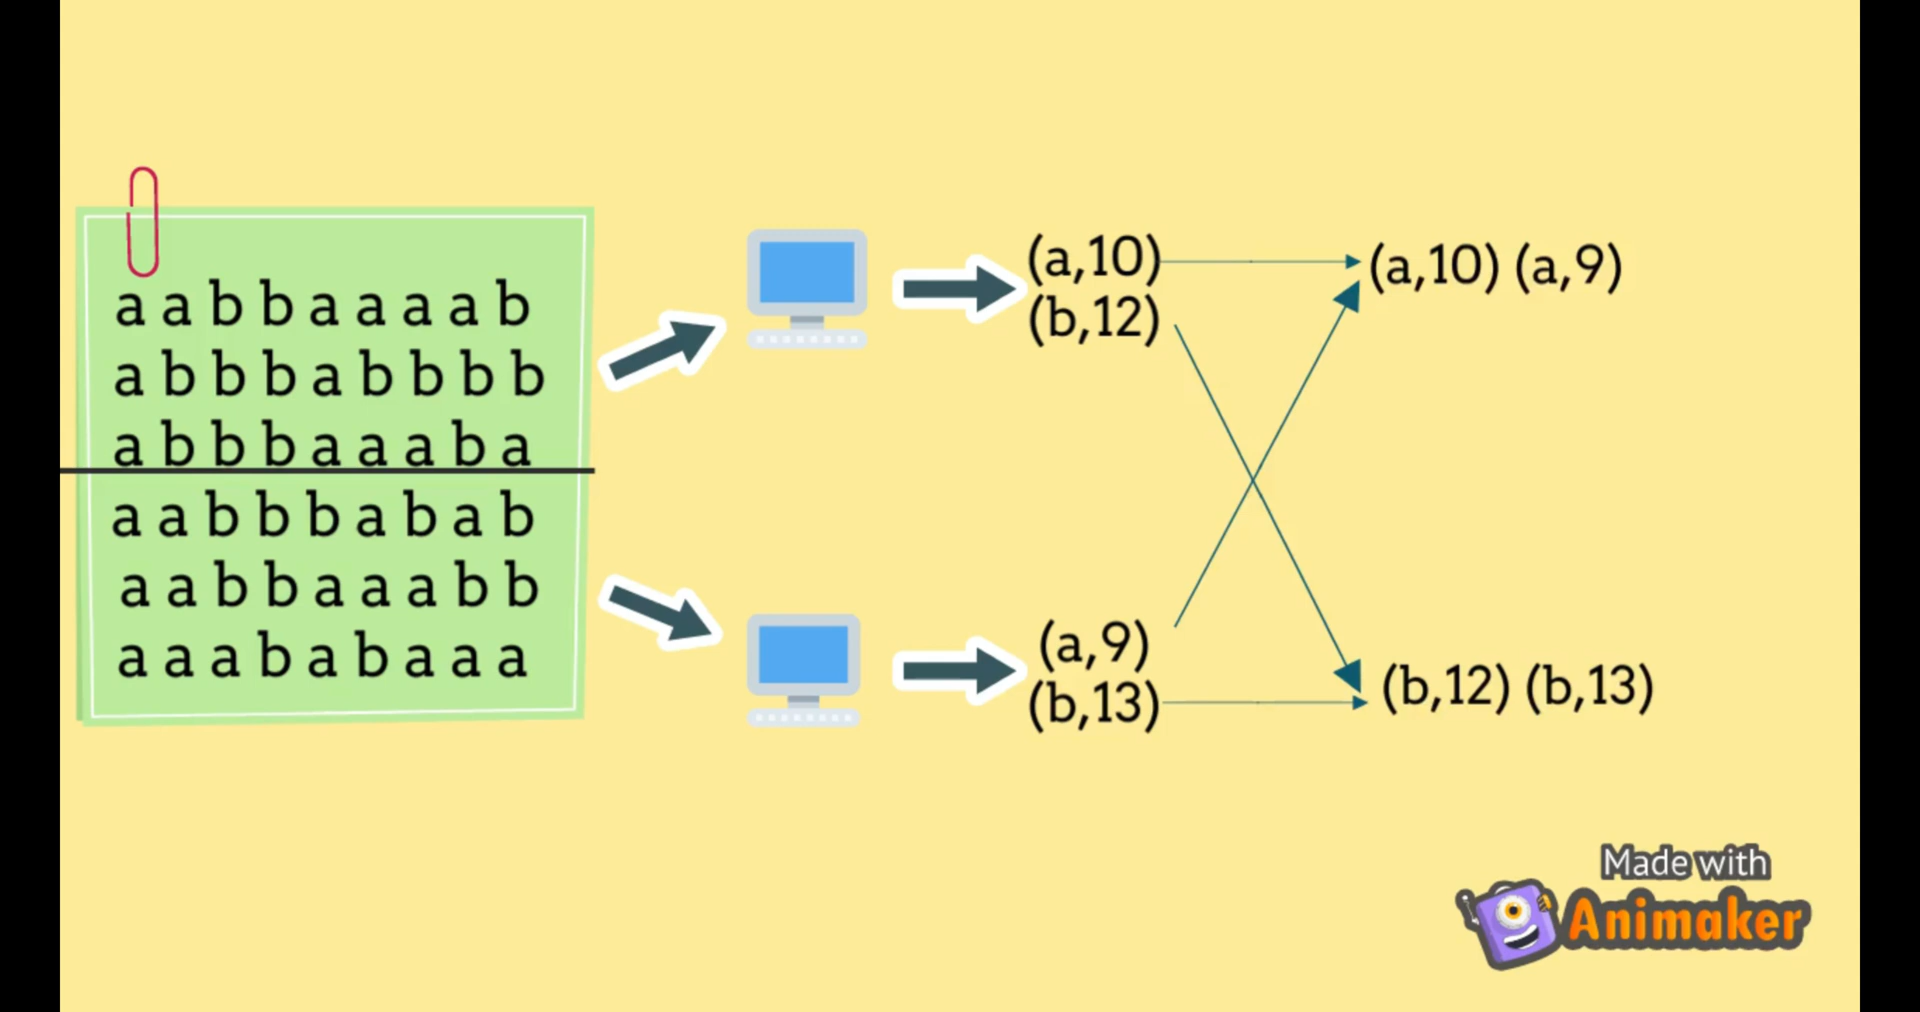 a a b b a a a a b
a b b b a b b b b
a b b b a a a b a
a a b b b a b a b
a a b b a a a b b
a a a b a b a a a
(a,10)
(b,12)
(a,9)
(b,13)
(a,10) (a,9)
(b,12) (b,13)
Made with
Animaker